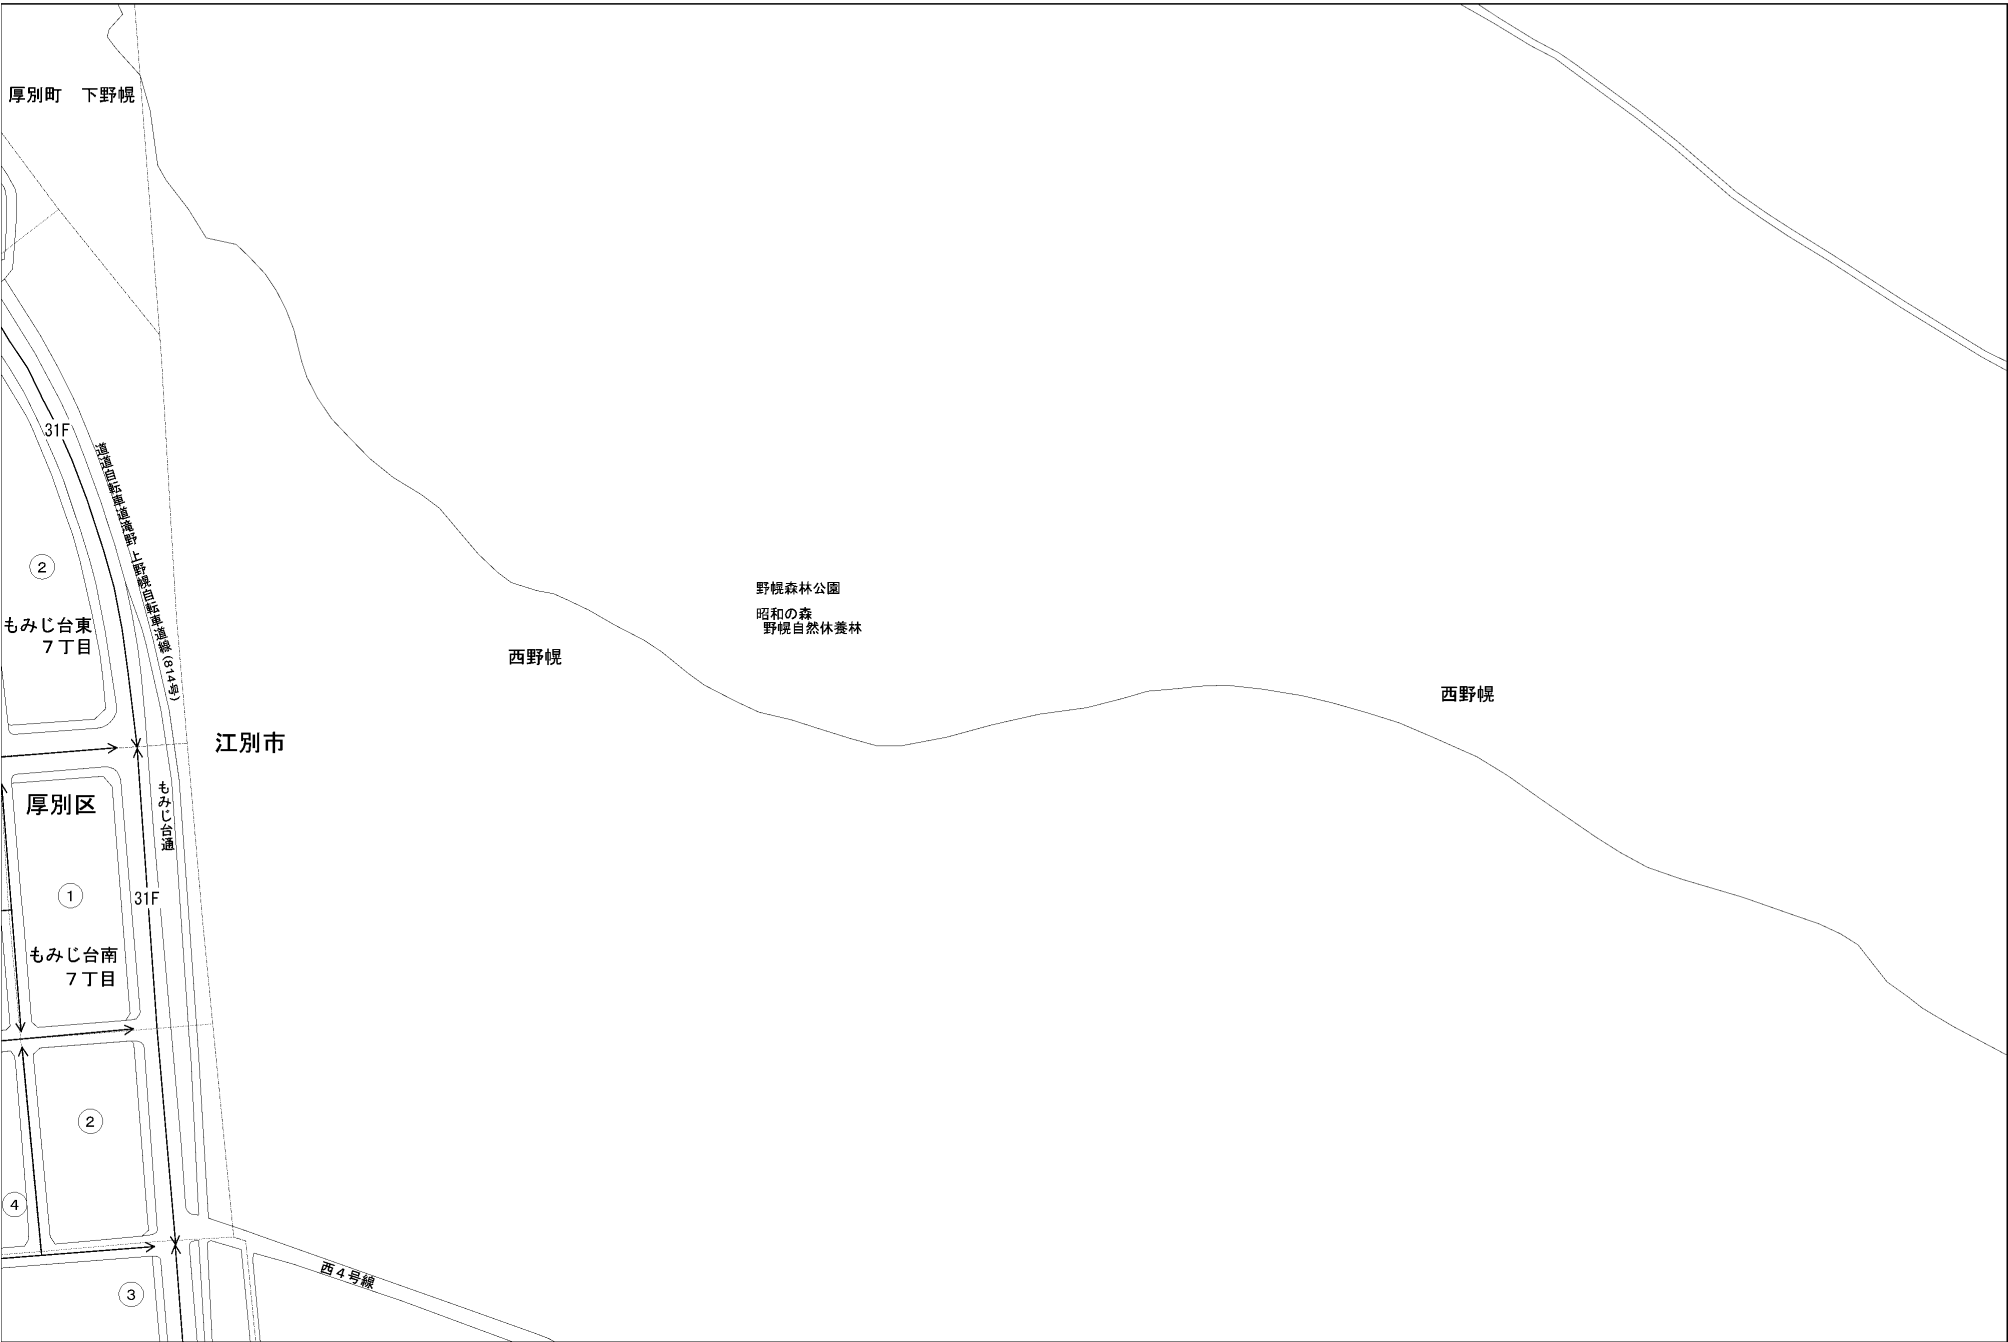 厚別町　下野幌
31F
道道自転車道滝野 上野幌自転車道線(814号)
②
もみじ台東
７丁目
野幌森林公園
昭和の森
野幌自然休養林
西野幌
西野幌
江別市
もみじ台通
厚別区
①
31F
もみじ台南
７丁目
②
④
西４号線
③